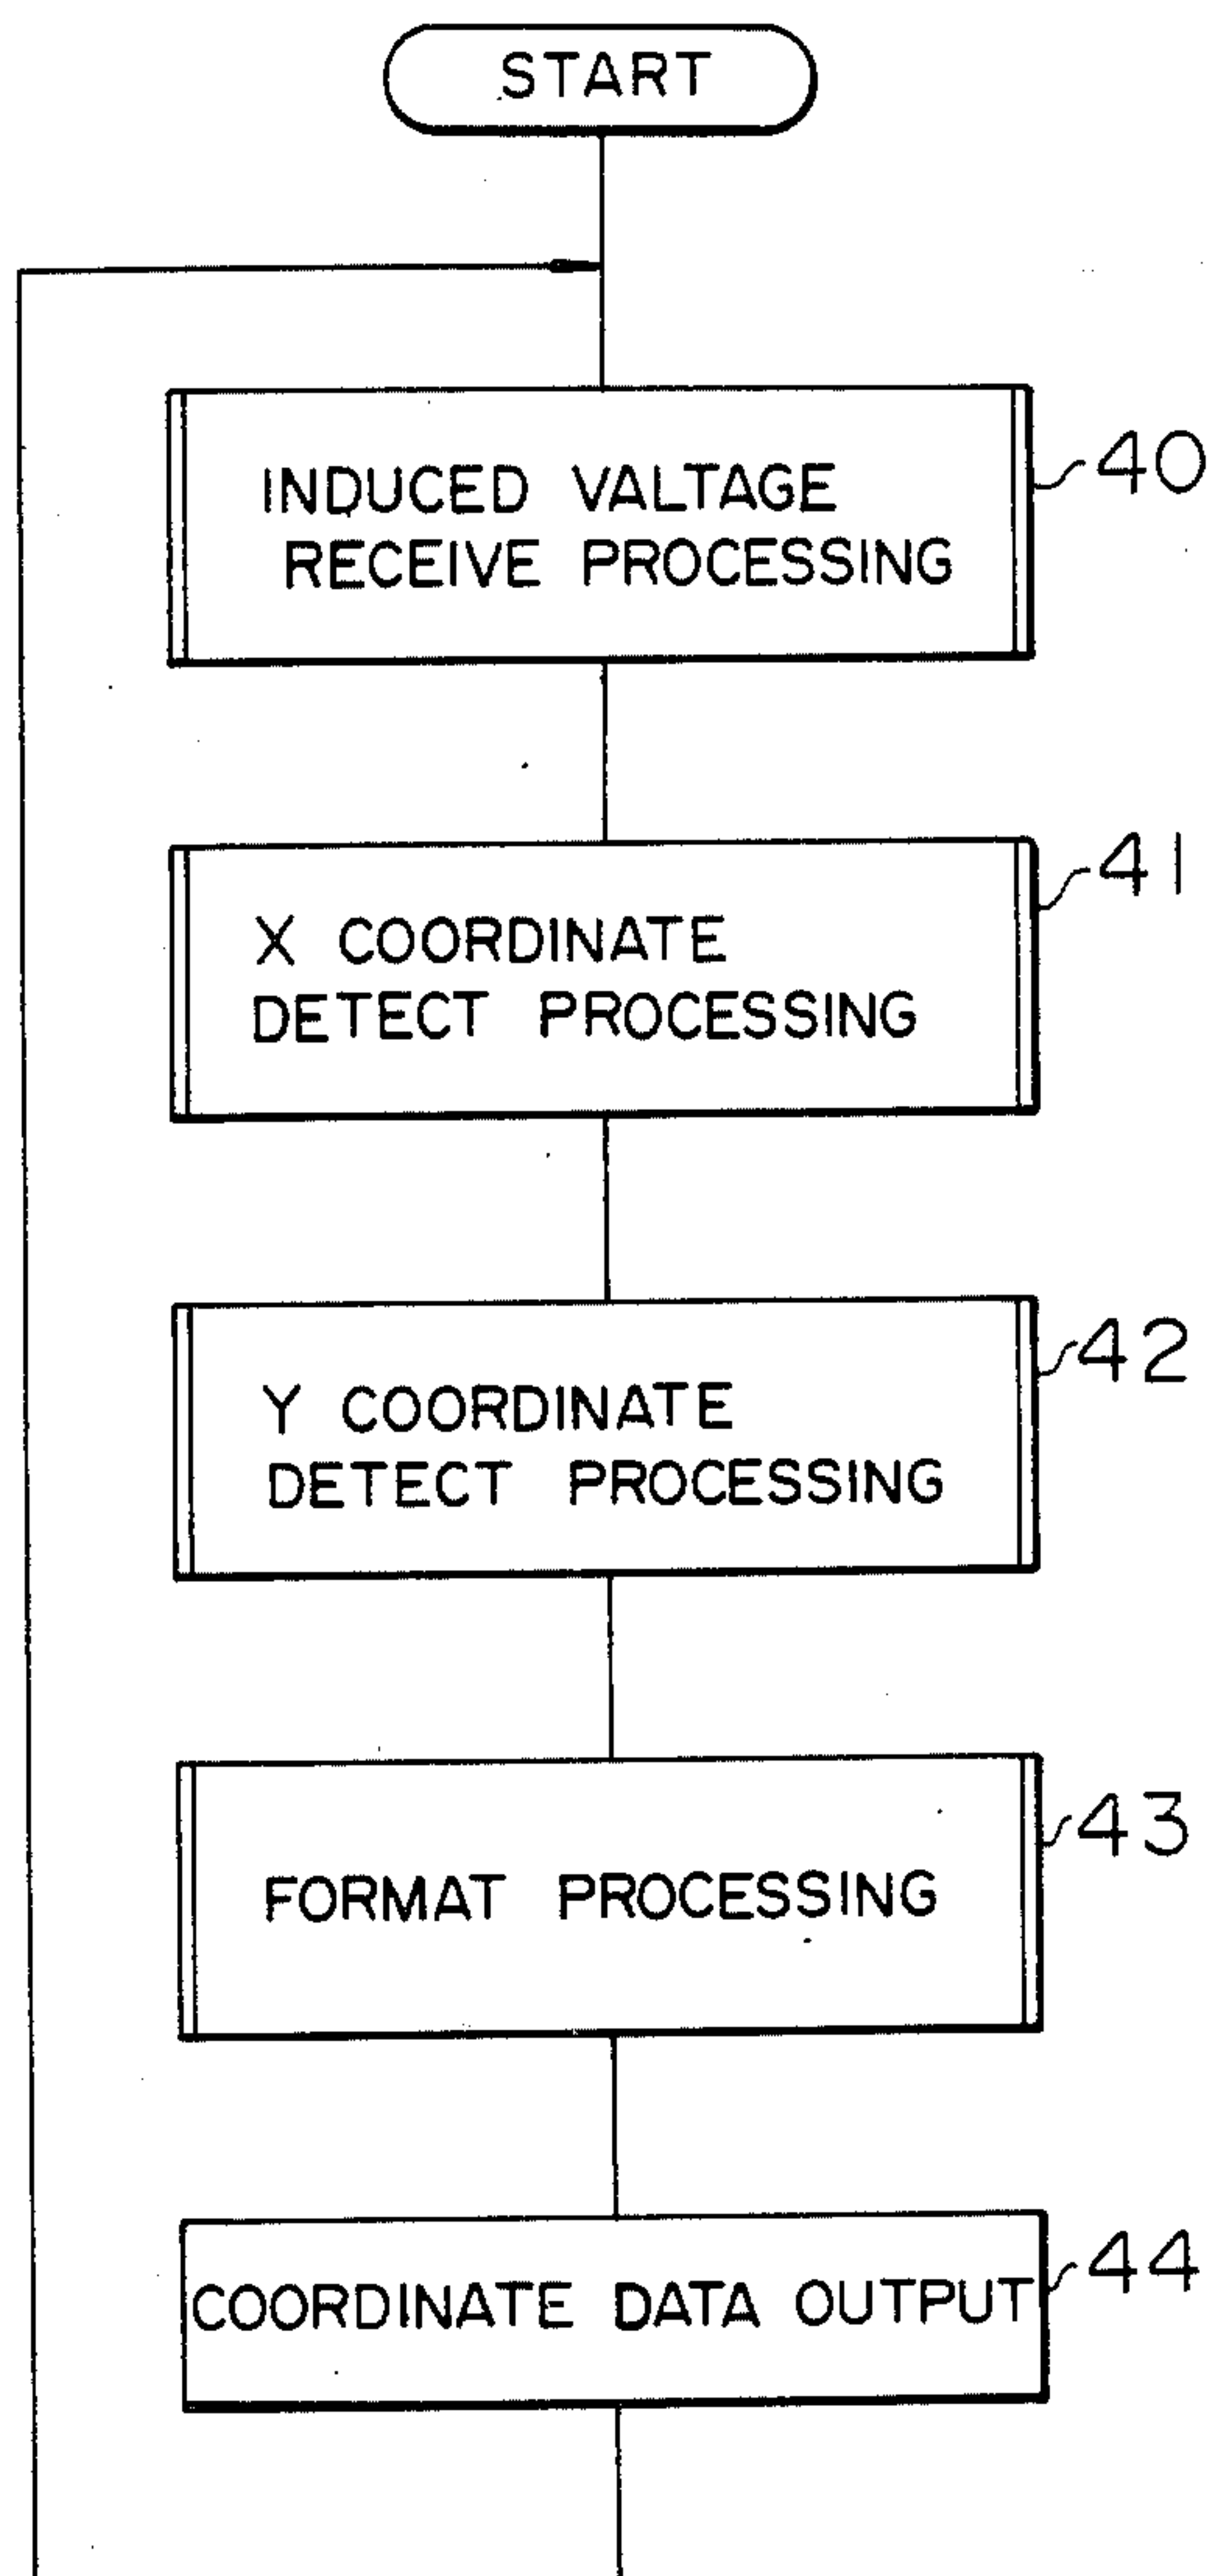 START
INDUCED VALTAGE
RECEIVE PROCESSING
40
X COORDINATE
DETECT PROCESSING
41
Y COORDINATE
DETECT PROCESSING
42
FORMAT PROCESSING
43
COORDINATE DATA OUTPUT
44